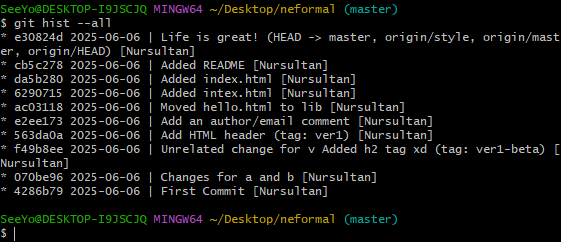 SeeYo@DESKTOP-I9JSCJQ MINGW64 ~/Desktop/neformal (master)
$ git hist --all
* e30824d 2025-06-06 | Life is great! (HEAD -> master, origin/style, origin/mast
er, origin/HEAD) [Nursultan]
* cb5c278 2025-06-06 | Added README [Nursultan]
* da5b280 2025-06-06 | Added index.html [Nursultan]
* 6290715 2025-06-06 | Added intex.html [Nursultan]
* ac03118 2025-06-06 | Moved hello.html to lib [Nursultan]
* e2ee173 2025-06-06 | Add an author/email comment [Nursultan]
* 563da0a 2025-06-06 | Add HTML header (tag: ver1) [Nursultan]
* f49b8ee 2025-06-06 | Unrelated change for v Added h2 tag xd (tag: ver1-beta) [
Nursultan]
* 070be96 2025-06-06 | Changes for a and b [Nursultan]
* 4286b79 2025-06-06 | First Commit [Nursultan]
SeeYo@DESKTOP-I9JSCJQ MINGW64 ~/Desktop/neformal (master)
$